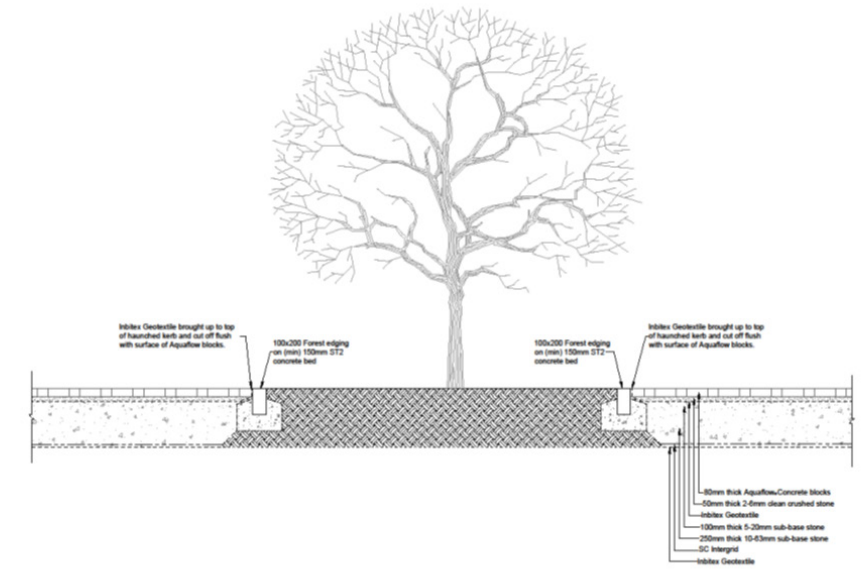 Inbitex Geotextile brought up to top
of haunched kerb and cut off flush
with surface of Aquaflow blocks.
100x200 Forest edging
on (min) 150mm ST2
concrete bed
100x200 Forest edging
on (min) 150mm ST2
concrete bed
Inbitex Geotextile brought up to top
of haunched kerb and cut off flush
with surface of Aquaflow blocks.
80mm thick Aquaflow Concrete blocks
50mm thick 2-6mm clean crushed stone
Inbitex Geotextile
100mm thick 5-20mm sub-base stone
250mm thick 10-63mm sub-base stone
SC Intergrid
Inbitex Geotextile